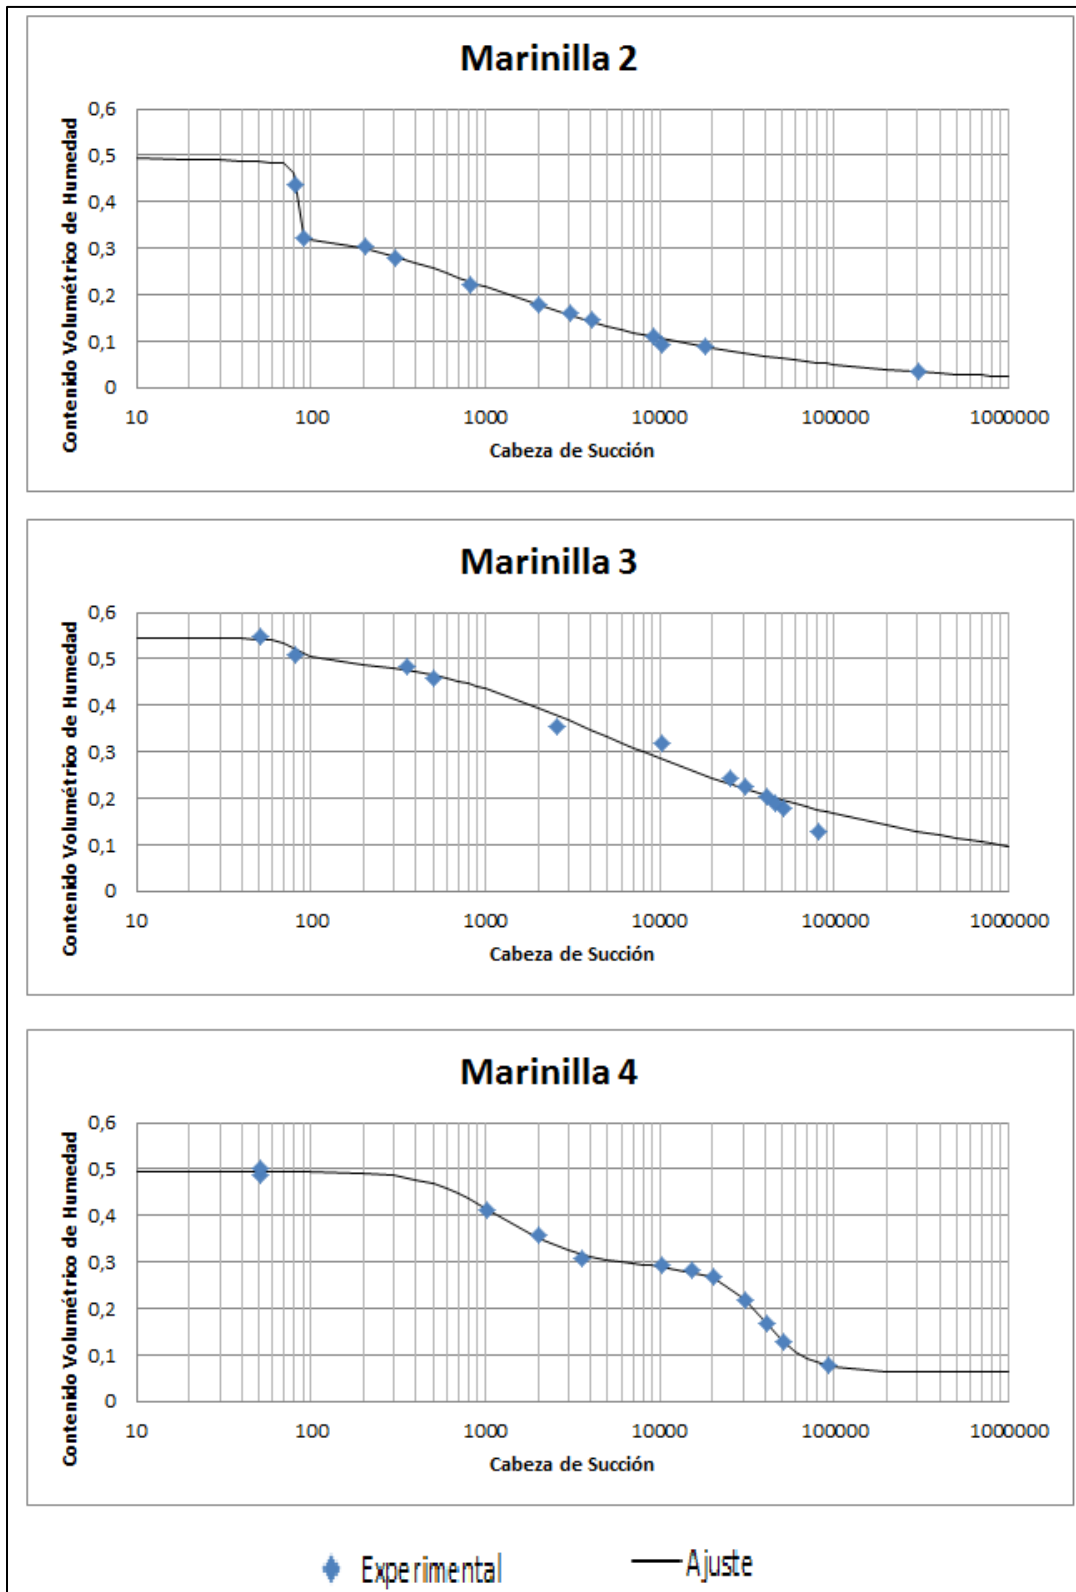 Marinilla 2
Contenido Volumétrico de Humedad
0,6
0,5
0,4
0,3
0,2
0,1
0
10 100 1000 10000 100000 1000000
Cabeza de Succión
Marinilla 3
Contenido Volumétrico de Humedad
0,6
0,5
0,4
0,3
0,2
0,1
0
10 100 1000 10000 100000 1000000
Cabeza de Succión
Marinilla 4
Contenido Volumétrico de Humedad
0,6
0,5
0,4
0,3
0,2
0,1
0
10 100 1000 10000 100000 1000000
Cabeza de Succión
Experimental Ajuste